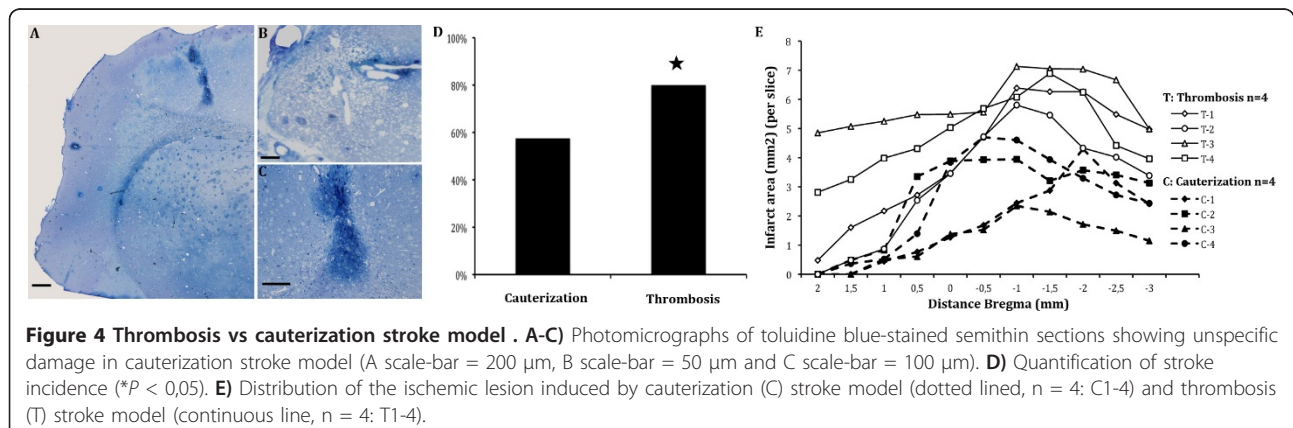 A
B
C
D
100%
80%
60%
40%
20%
0%
Cauterization
Thrombosis
E
Infarct area (mm2) (per slice)
8
7
6
5
4
3
2
1
0
2 1,5 1 0,5 0 -0,5 -1 -1,5 -2 -2,5 -3
Distance Bregma (mm)
T: Thrombosis n=4
T-1
T-2
T-3
T-4
C: Cauterization n=4
C-1
C-2
C-3
C-4
Figure 4 Thrombosis vs cauterization stroke model . A-C) Photomicrographs of toluidine blue-stained semithin sections showing unspecific
damage in cauterization stroke model (A scale-bar = 200 μm, B scale-bar = 50 μm and C scale-bar = 100 μm). D) Quantification of stroke
incidence (*P < 0,05). E) Distribution of the ischemic lesion induced by cauterization (C) stroke model (dotted lined, n = 4: C1-4) and thrombosis
(T) stroke model (continuous line, n = 4: T1-4).